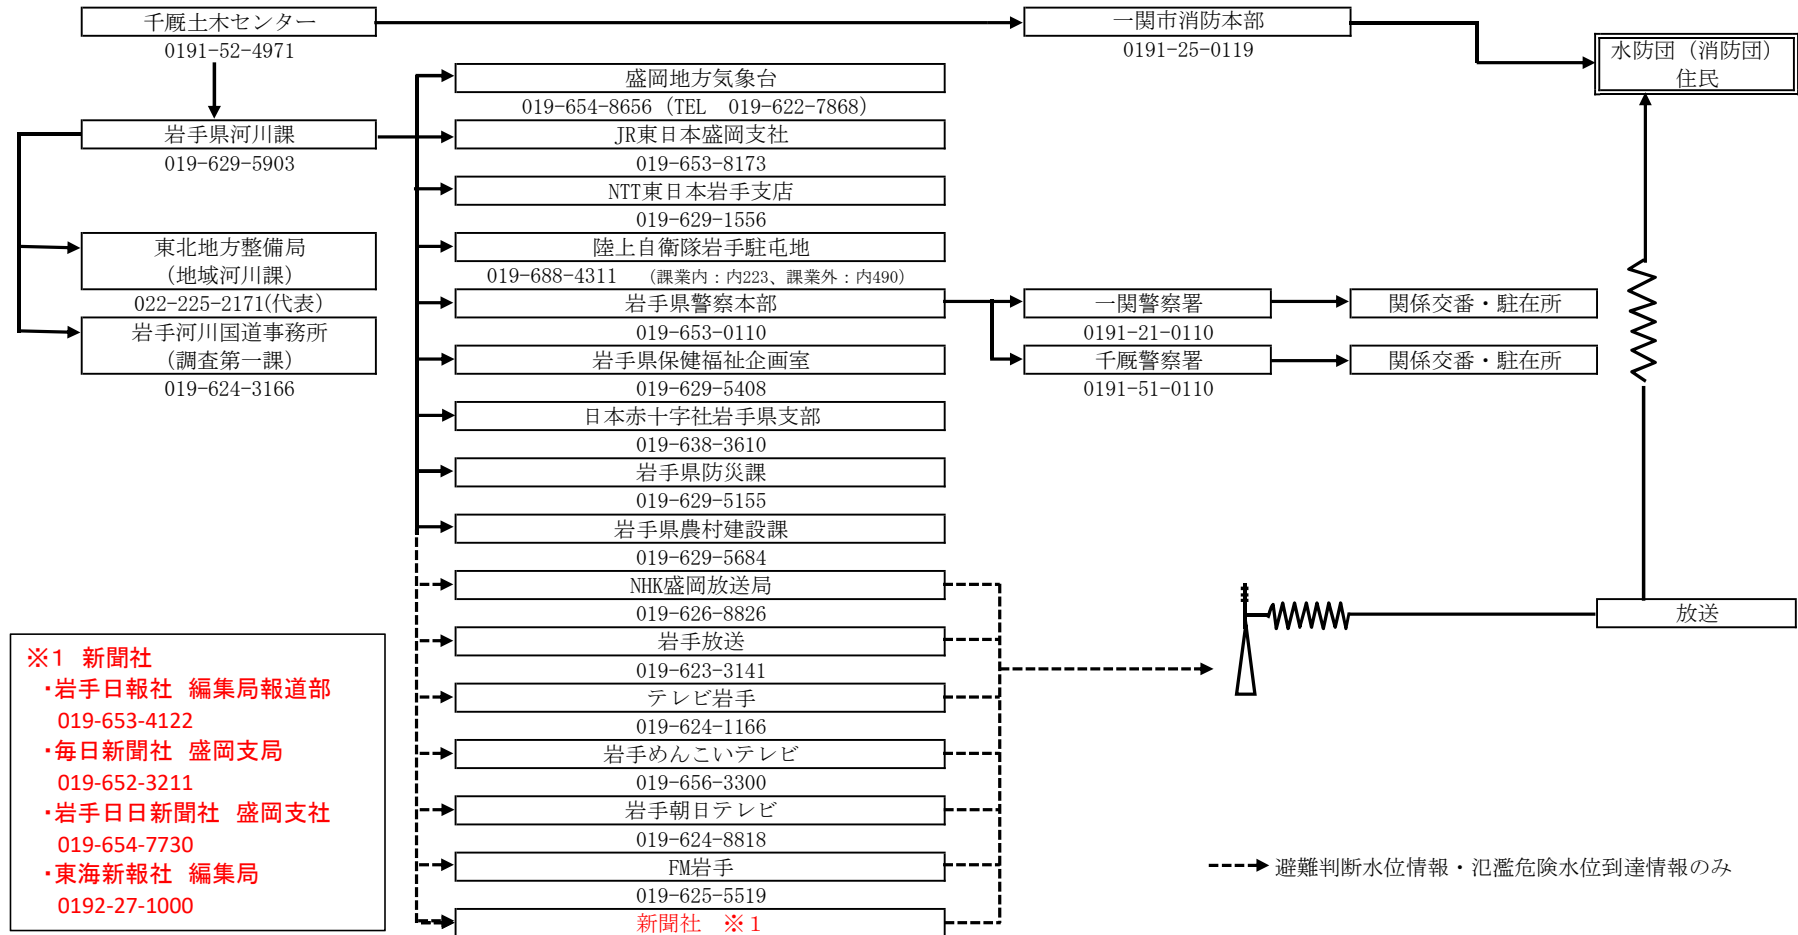 千厩土木センター
0191-52-4971
一関市消防本部
0191-25-0119
水防団（消防団）
住民
岩手県河川課
019-629-5903
東北地方整備局
（地域河川課）
022-225-2171(代表)
岩手河川国道事務所
（調査第一課）
019-624-3166
盛岡地方気象台
019-654-8656（TEL　019-622-7868）
JR東日本盛岡支社
019-653-8173
NTT東日本岩手支店
019-629-1556
陸上自衛隊岩手駐屯地
019-688-4311　（課業内：内223、課業外：内490）
岩手県警察本部
019-653-0110
岩手県保健福祉企画室
019-629-5408
日本赤十字社岩手県支部
019-638-3610
岩手県防災課
019-629-5155
岩手県農村建設課
019-629-5684
NHK盛岡放送局
019-626-8826
岩手放送
019-623-3141
テレビ岩手
019-624-1166
岩手めんこいテレビ
019-656-3300
岩手朝日テレビ
019-624-8818
FM岩手
019-625-5519
新聞社　※１
一関警察署
0191-21-0110
関係交番・駐在所
千厩警察署
0191-51-0110
関係交番・駐在所
放送
避難判断水位情報・氾濫危険水位到達情報のみ
※１　新聞社
・岩手日報社　編集局報道部
019-653-4122
・毎日新聞社　盛岡支局
019-652-3211
・岩手日日新聞社　盛岡支社
019-654-7730
・東海新報社　編集局
0192-27-1000